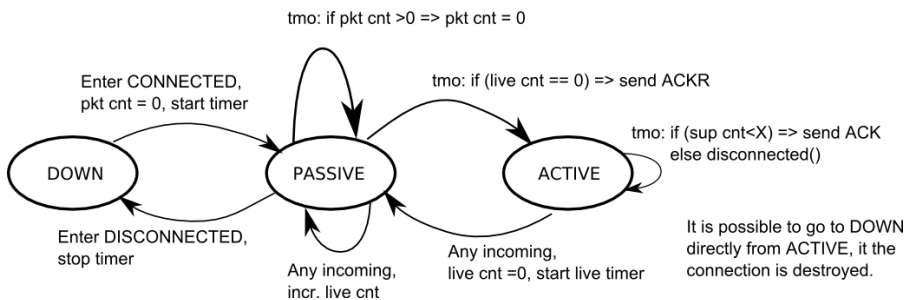 tmo: if pkt cnt >0 => pkt cnt = 0
Enter CONNECTED,
pkt cnt = 0, start timer
tmo: if (live cnt == 0) => send ACKR
tmo: if (sup cnt<X) => send ACK
else disconnected()
DOWN
PASSIVE
ACTIVE
Enter DISCONNECTED,
stop timer
Any incoming,
incr. live cnt
Any incoming,
live cnt =0, start live timer
It is possible to go to DOWN
directly from ACTIVE, it the
connection is destroyed.